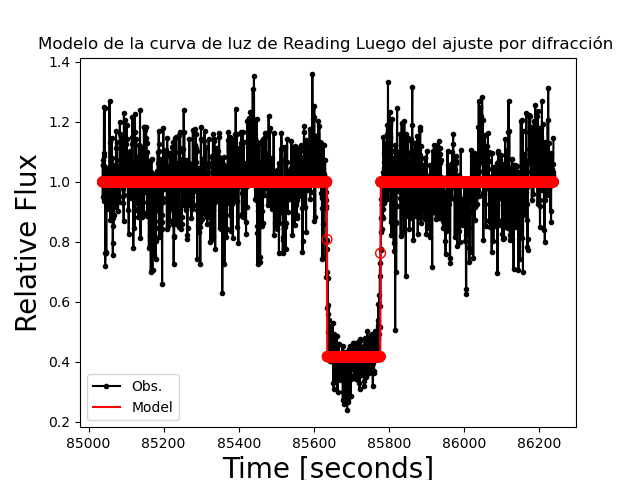 Modelo de la curva de luz de Reading Luego del ajuste por difracción
1.4
1.2
1.0
0.8
0.6
0.4
0.2
Relative Flux
Obs.
Model
85000 85200 85400 85600 85800 86000 86200
Time [seconds]